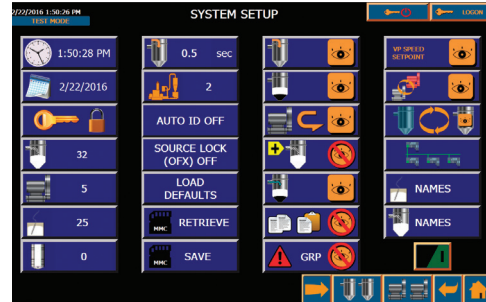 2/22/2016 1:50:26 PM
TEST MODE
SYSTEM SETUP
LOGON
1:50:28 PM
0.5 sec
VP SPEED
SETPOINT
2/22/2016
2
AUTO ID OFF
32
SOURCE LOCK
(OFX) OFF
5
LOAD
DEFAULTS
NAMES
25
MMC
RETRIEVE
NAMES
0
MMC
SAVE
GRP